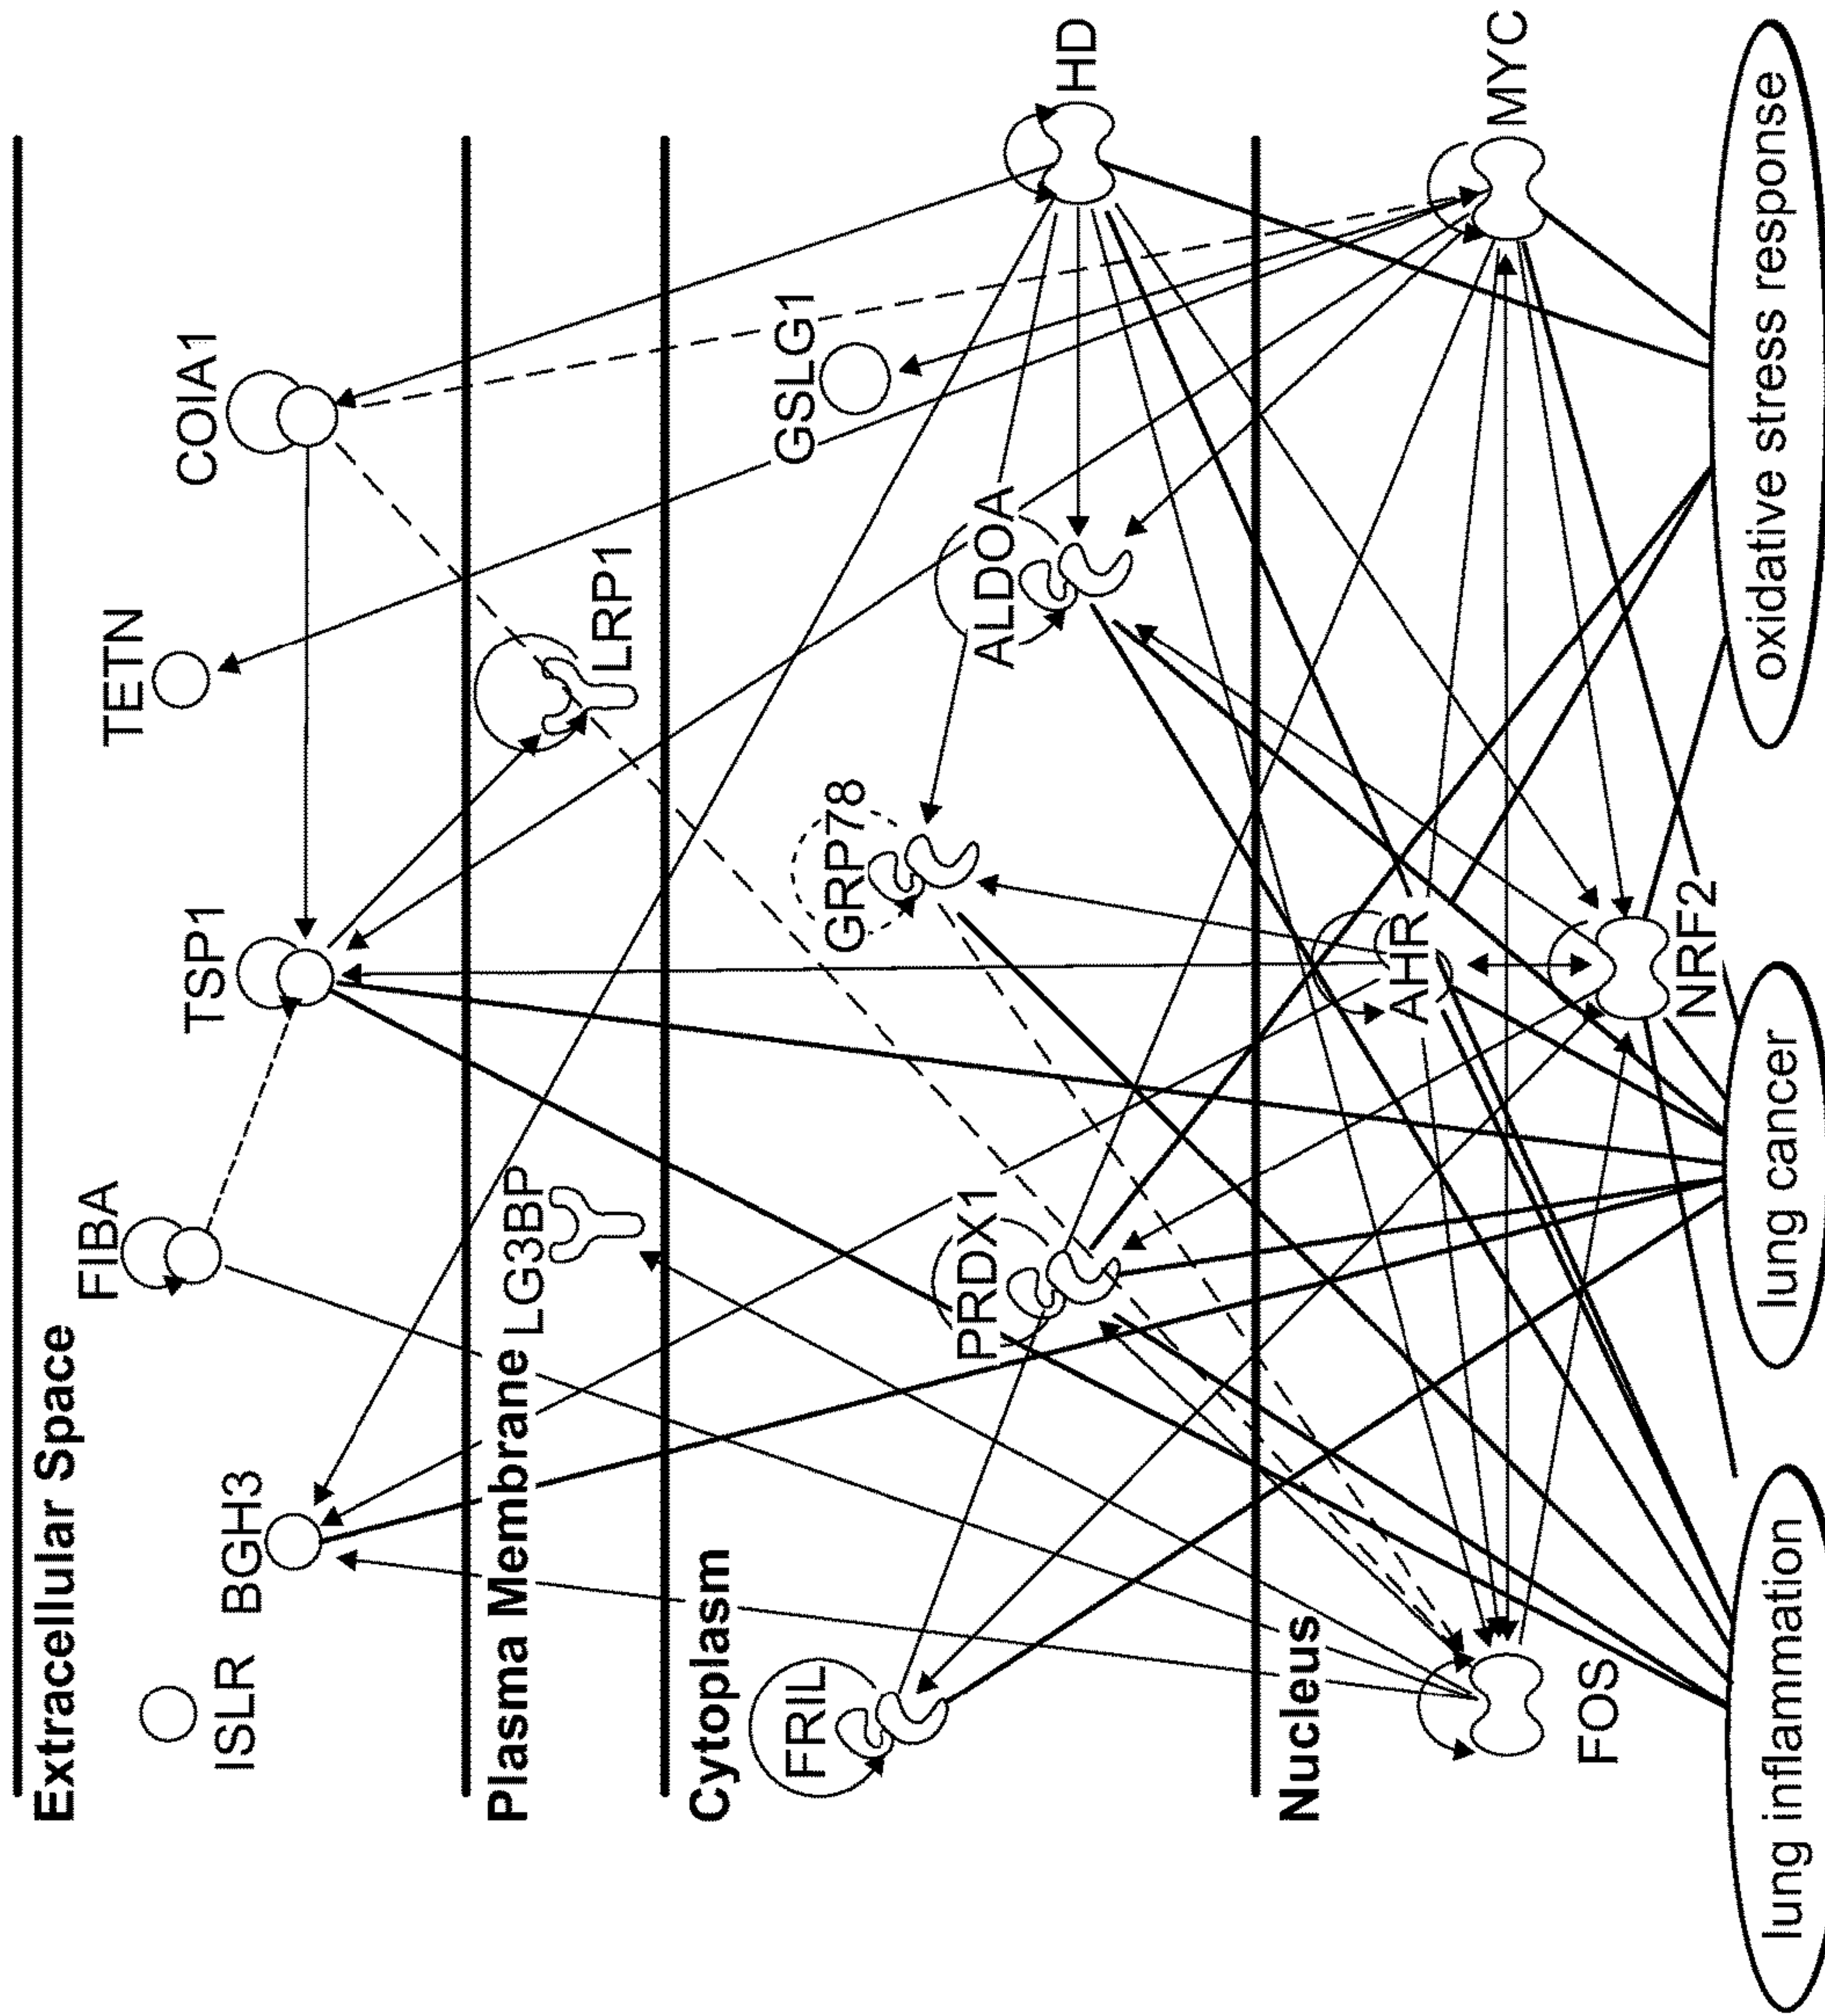 Extracellular Space
FIBA
TETN
ISLR
BGH3
TSP1
COIA1
Plasma Membrane
LG3BP
LRP1
Cytoplasm
FRIL
PRDX1
GRP78
ALDOA
GSLG1
HD
Nucleus
FOS
AHR
NRF2
MYC
lung inflammation
lung cancer
oxidative stress response